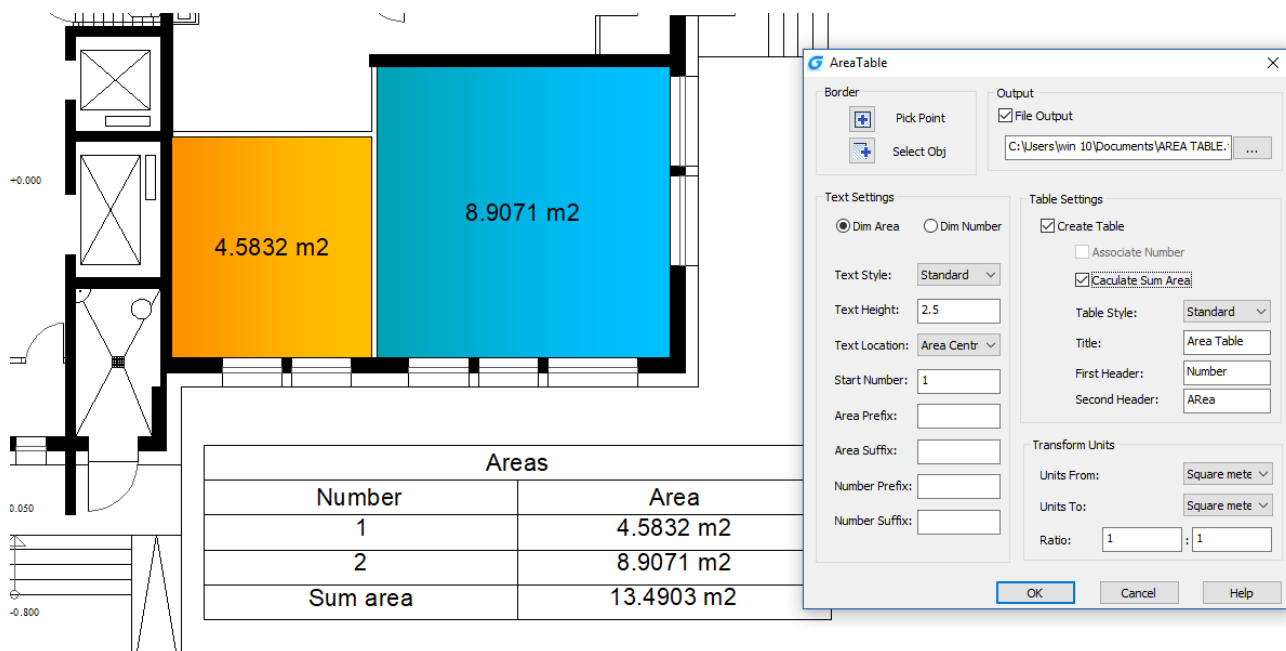 +0.000
4.5832 m2
8.9071 m2
0.050
-0.800
Areas
Number Area
1 4.5832 m2
2 8.9071 m2
Sum area 13.4903 m2
AreaTable
Border
Pick Point
Select Obj
Output
File Output
C:\Users\win 10\Documents\AREA TABLE.
...
Text Settings
Dim Area Dim Number
Text Style: Standard
Text Height: 2.5
Text Location: Area Centr
Start Number: 1
Area Prefix:
Area Suffix:
Number Prefix:
Number Suffix:
Table Settings
Create Table
Associate Number
Caculate Sum Area
Table Style: Standard
Title: Area Table
First Header: Number
Second Header: ARea
Transform Units
Units From: Square mete
Units To: Square mete
Ratio: 1 : 1
OK Cancel Help